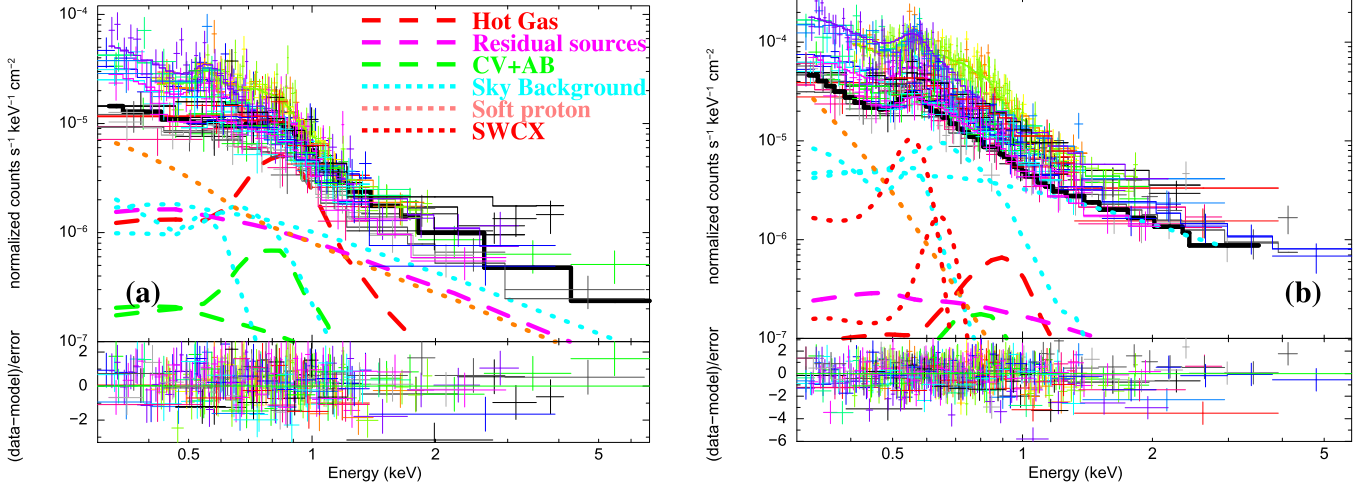 normalized counts s−1 keV−1 cm−2
10−4
10−5
10−6
10−7
Hot Gas
Residual sources
CV+AB
Sky Background
Soft proton
SWCX
(a)
(data−model)/error
2
0
−2
0.5
1
2
5
Energy (keV)
normalized counts s−1 keV−1 cm−2
10−4
10−5
10−6
10−7
(b)
(data−model)/error
2
0
−2
−4
−6
0.5
1
2
5
Energy (keV)